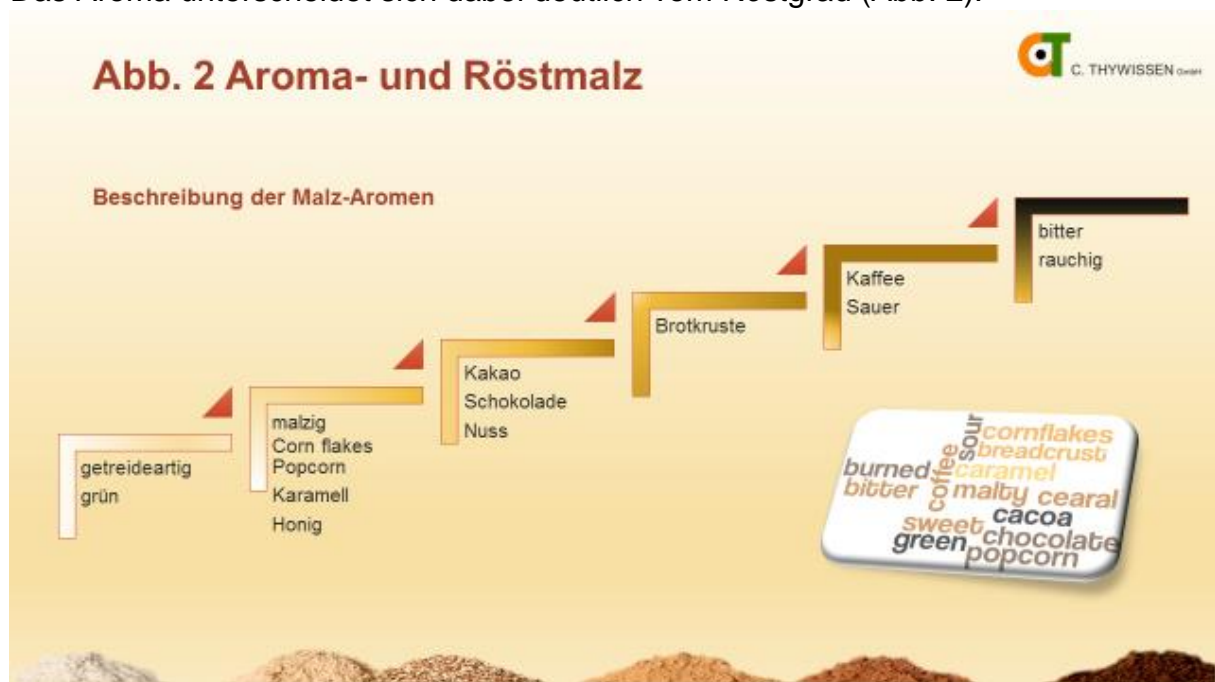 Das Aroma unterscheidet sich dabei deutlich vom Röstgrad (Abb. 2).
Abb. 2 Aroma- und Röstmalz
C. THYWISSEN GmbH
Beschreibung der Malz-Aromen
getreideartig
grün
malzig
Corn flakes
Popcorn
Karamell
Honig
Kakao
Schokolade
Nuss
Brotkruste
Kaffee
Sauer
bitter
rauchig
sour
cornflakes
breadcrust
burned
coffee
caramel
bitter
malty cearal
sweet
cacoa
green
chocolate
popcorn